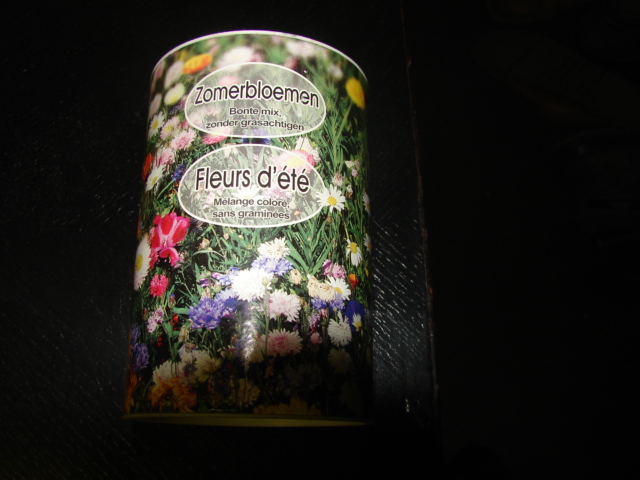 Zomerbloemen
Bonte mix,
zonder grasachtigen
Fleurs d'été
Mélange coloré,
sans graminées